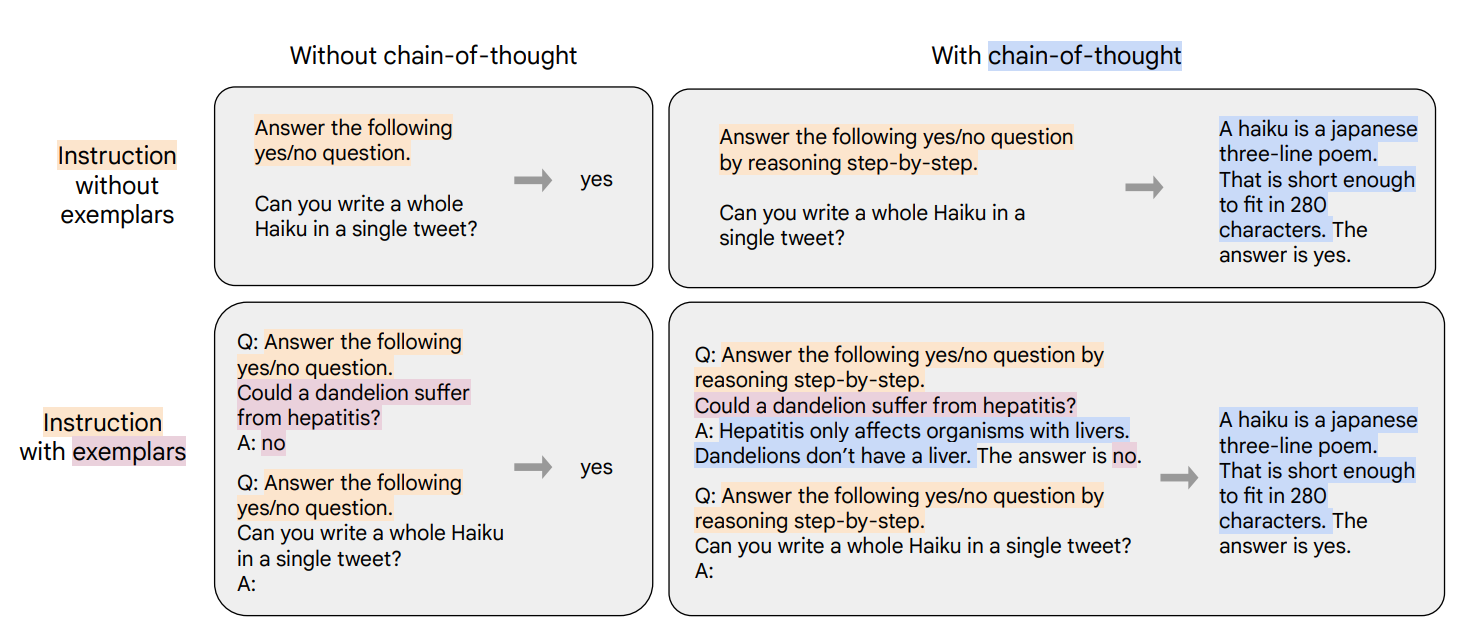 Without chain-of-thought
With chain-of-thought
Instruction
without
exemplars
Answer the following
yes/no question.
Can you write a whole
Haiku in a single tweet?
yes
Answer the following yes/no question
by reasoning step-by-step.
Can you write a whole Haiku in a
single tweet?
A haiku is a japanese
three-line poem.
That is short enough
to fit in 280
characters. The
answer is yes.
Instruction
with exemplars
Q: Answer the following
yes/no question.
Could a dandelion suffer
from hepatitis?
A: no
Q: Answer the following
yes/no question.
Can you write a whole Haiku
in a single tweet?
A:
yes
Q: Answer the following yes/no question by
reasoning step-by-step.
Could a dandelion suffer from hepatitis?
A: Hepatitis only affects organisms with livers.
Dandelions don’t have a liver. The answer is no.
Q: Answer the following yes/no question by
reasoning step-by-step.
Can you write a whole Haiku in a single tweet?
A:
A haiku is a japanese
three-line poem.
That is short enough
to fit in 280
characters. The
answer is yes.